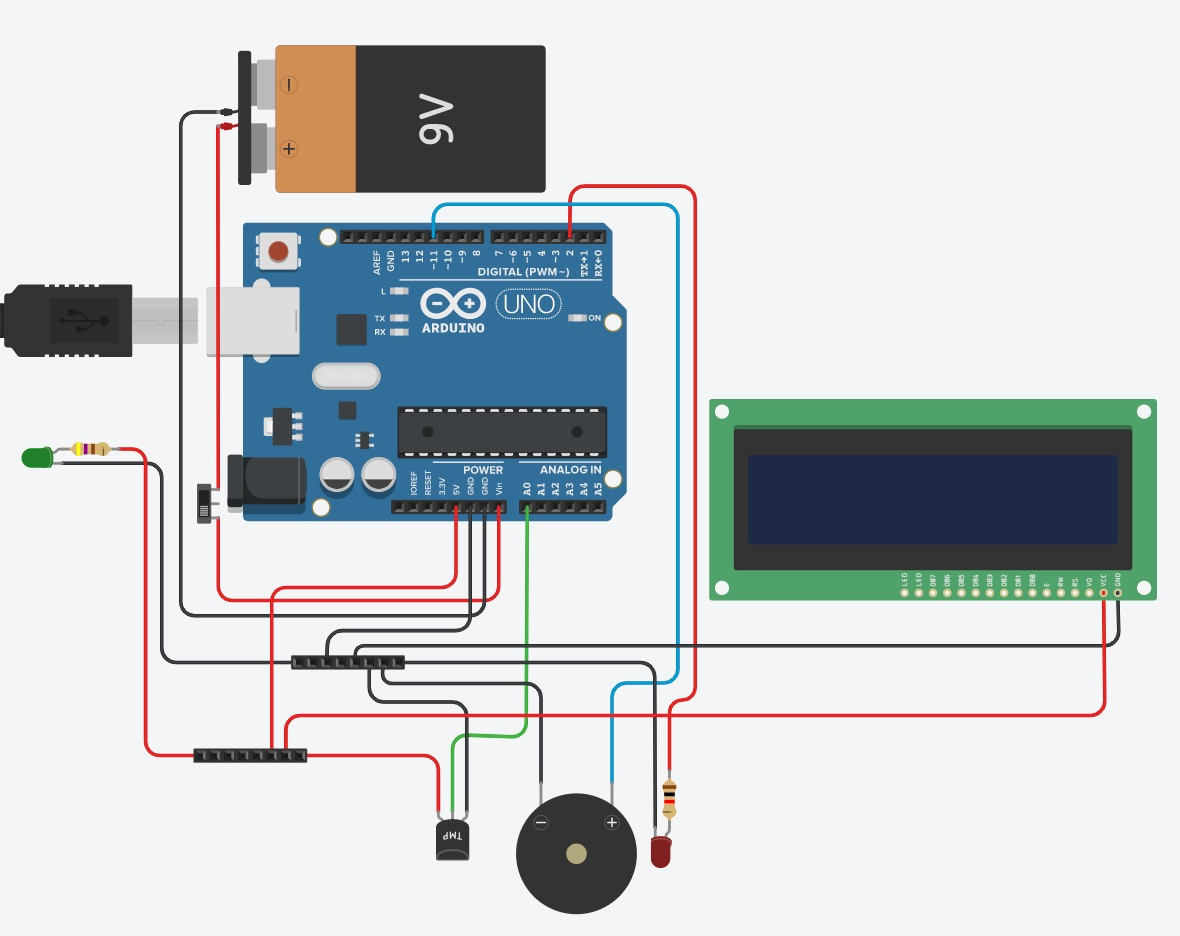 −
9V
+
AREF
GND
13
12
~11
~10
~9
8
7
~6
~5
4
~3
2
TX→1
RX←0
DIGITAL (PWM~)
L
TX
RX
UNO
ON
ARDUINO
POWER
ANALOG IN
IOREF
RESET
3.3V
5V
GND
GND
Vin
A0
A1
A2
A3
A4
A5
LED
LED
DB7
DB6
DB5
DB4
DB3
DB2
DB1
DB0
E
RW
RS
VO
VCC
GND
TMP
−
+